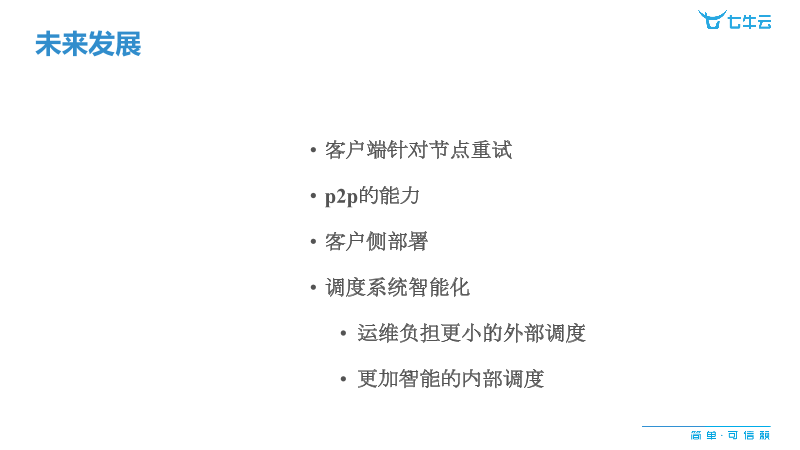 七牛云
未来发展
• 客户端针对节点重试
• p2p的能力
• 客户侧部署
• 调度系统智能化
• 运维负担更小的外部调度
• 更加智能的内部调度
简单·可信赖